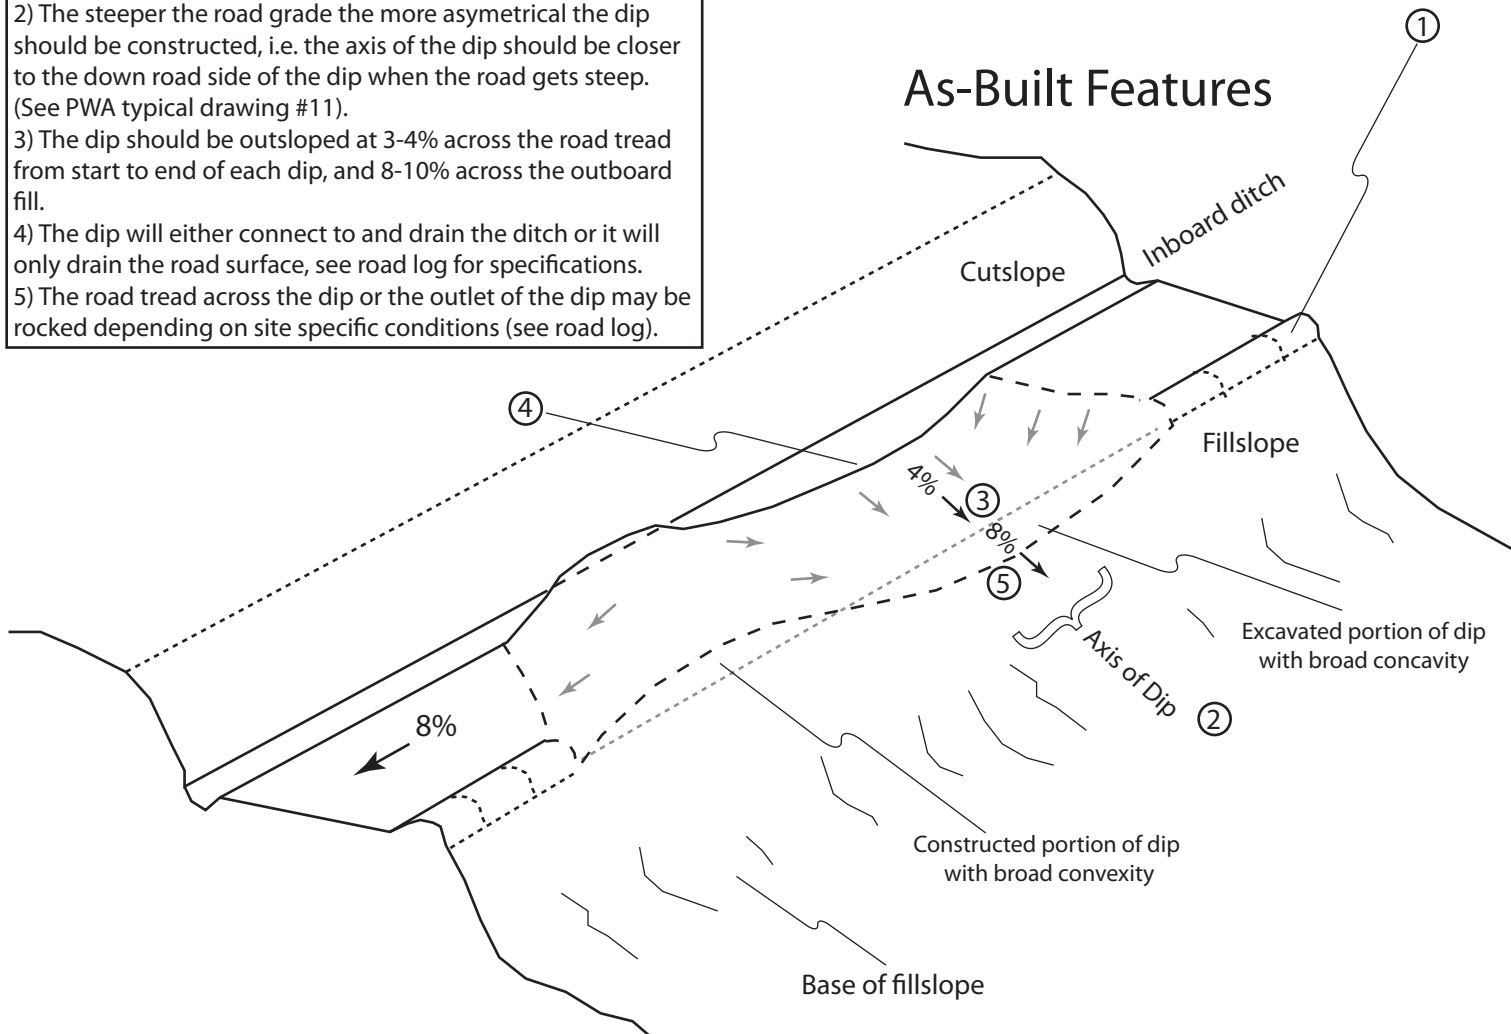 2) The steeper the road grade the more asymetrical the dip
should be constructed, i.e. the axis of the dip should be closer
to the down road side of the dip when the road gets steep.
(See PWA typical drawing #11).
3) The dip should be outsloped at 3-4% across the road tread
from start to end of each dip, and 8-10% across the outboard
fill.
4) The dip will either connect to and drain the ditch or it will
only drain the road surface, see road log for specifications.
5) The road tread across the dip or the outlet of the dip may be
rocked depending on site specific conditions (see road log).
As-Built Features
1
Inboard ditch
Cutslope
4
Fillslope
4%
3
8%
5
Excavated portion of dip
with broad concavity
Axis of Dip
2
8%
Constructed portion of dip
with broad convexity
Base of fillslope